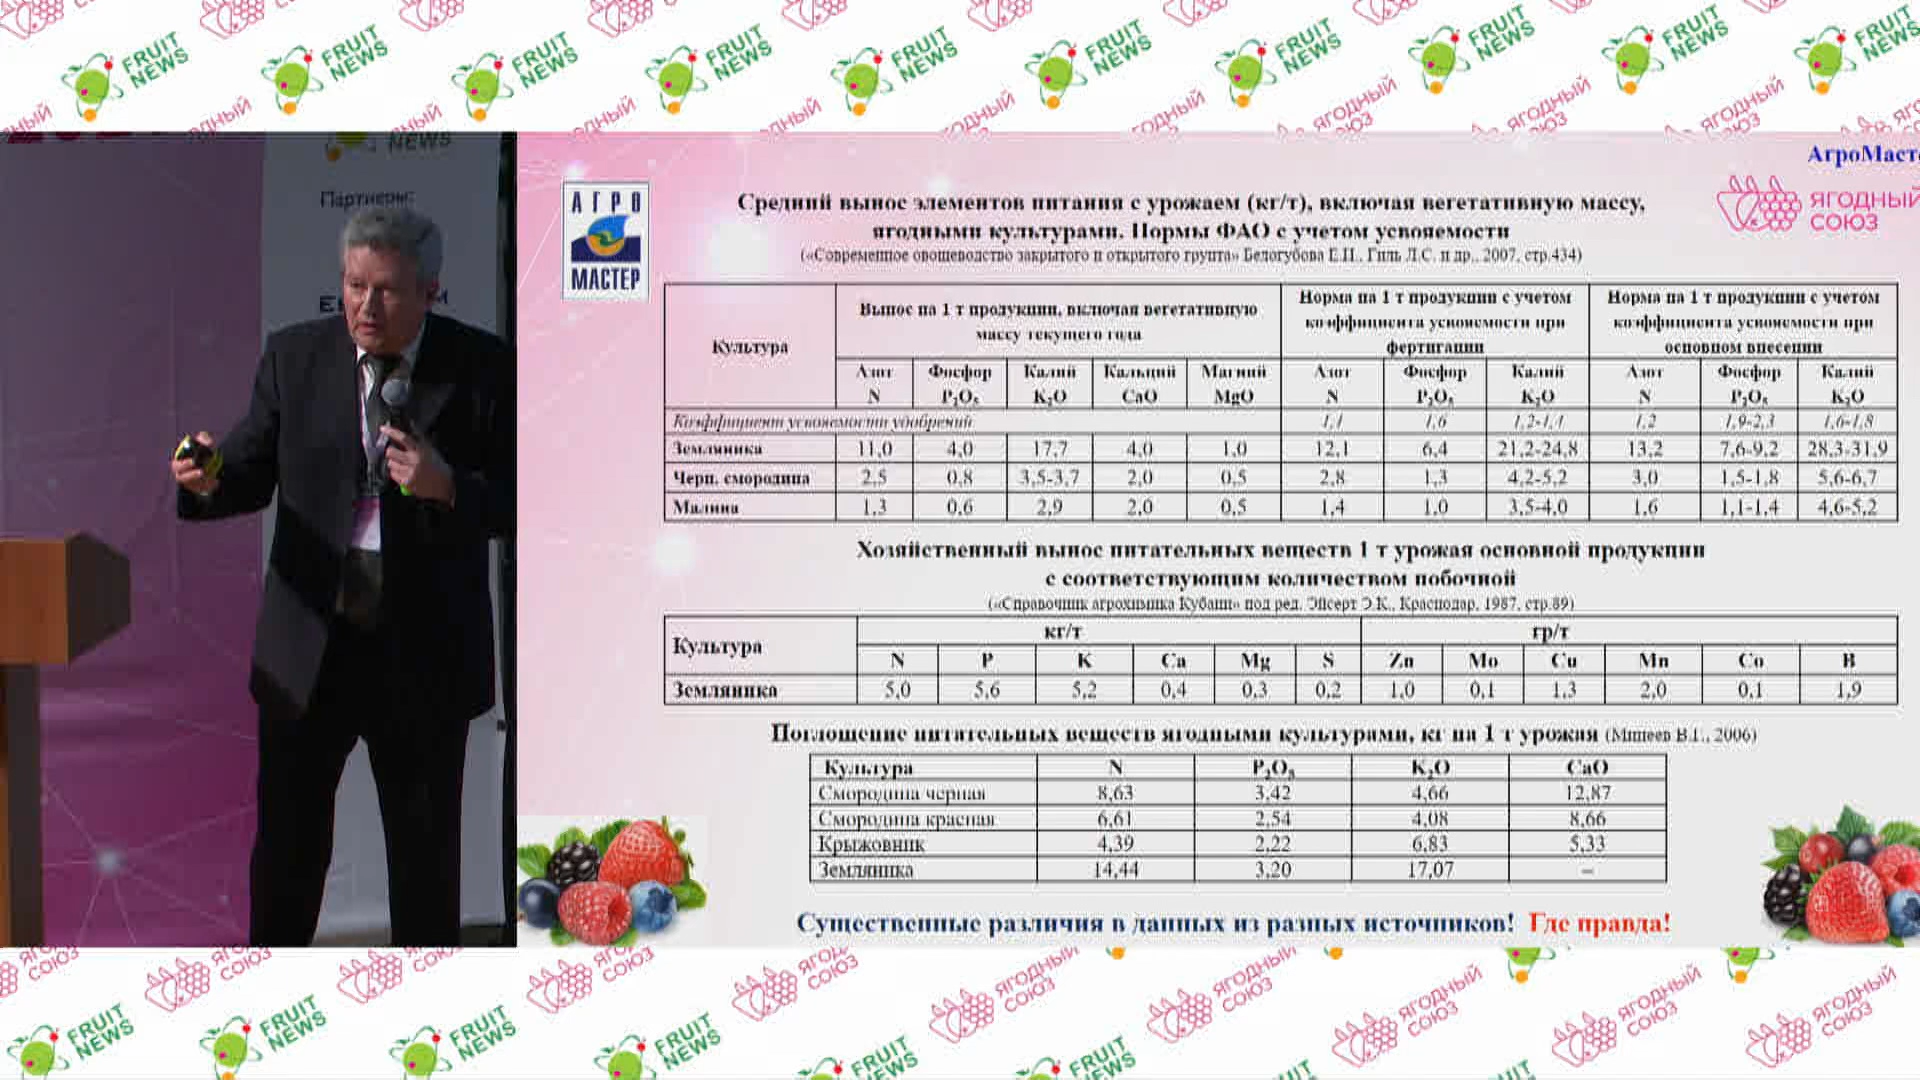 FRUIT NEWS
ЯГОДНЫЙ СОЮЗ
NEWS
Партнеры:
АГРО
МАСТЕР
АгроМаст
ЯГОДНЫЙ
СОЮЗ
Средний вынос элементов питания с урожаем (кг/т), включая вегетативную массу,
ягодными культурами. Нормы ФАО с учетом усвояемости
(«Современное овощеводство закрытого и открытого грунта» Белогубова Е.Н., Гиль Л.С. и др., 2007, стр.434)
Культура | Вынос на 1 т продукции, включая вегетативную массу текущего года | Норма на 1 т продукции с учетом коэффициента усвояемости при фертигации | Норма на 1 т продукции с учетом коэффициента усвояемости при основном внесении
Азот N | Фосфор P₂O₅ | Калий K₂O | Кальций CaO | Магний MgO | Азот N | Фосфор P₂O₅ | Калий K₂O | Азот N | Фосфор P₂O₅ | Калий K₂O
Коэффициент усвояемости удобрений | 1,1 | 1,6 | 1,2-1,4 | 1,2 | 1,9-2,3 | 1,6-1,8
Земляника | 11,0 | 4,0 | 17,7 | 4,0 | 1,0 | 12,1 | 6,4 | 21,2-24,8 | 13,2 | 7,6-9,2 | 28,3-31,9
Черн. смородина | 2,5 | 0,8 | 3,5-3,7 | 2,0 | 0,5 | 2,8 | 1,3 | 4,2-5,2 | 3,0 | 1,5-1,8 | 5,6-6,7
Малина | 1,3 | 0,6 | 2,9 | 2,0 | 0,5 | 1,4 | 1,0 | 3,5-4,0 | 1,6 | 1,1-1,4 | 4,6-5,2
Хозяйственный вынос питательных веществ 1 т урожая основной продукции
с соответствующим количеством побочной
(«Справочник агрохимика Кубани» под ред. Эйсерт Э.К., Краснодар, 1987, стр.89)
Культура | кг/т | гр/т
N | P | K | Ca | Mg | S | Zn | Mo | Cu | Mn | Co | B
Земляника | 5,0 | 5,6 | 5,2 | 0,4 | 0,3 | 0,2 | 1,0 | 0,1 | 1,3 | 2,0 | 0,1 | 1,9
Поглощение питательных веществ ягодными культурами, кг на 1 т урожая (Минеев В.Г., 2006)
Культура | N | P₂O₅ | K₂O | CaO
Смородина черная | 8,63 | 3,42 | 4,66 | 12,87
Смородина красная | 6,61 | 2,54 | 4,08 | 8,66
Крыжовник | 4,39 | 2,22 | 6,83 | 5,33
Земляника | 14,44 | 3,20 | 17,07 | –
Существенные различия в данных из разных источников! Где правда!
ЯГОДНЫЙ СОЮЗ
FRUIT NEWS